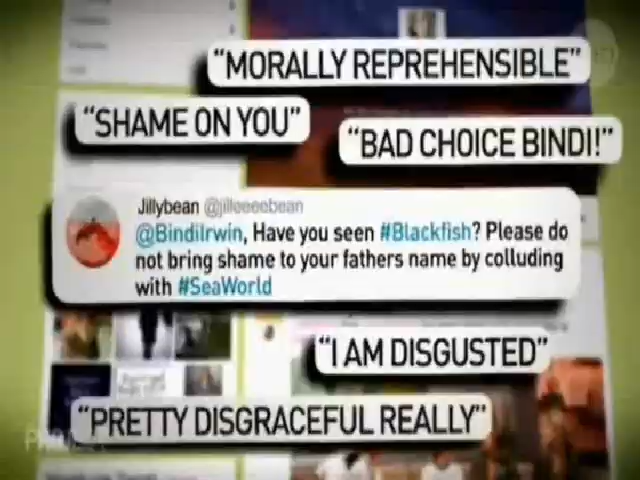 “MORALLY REPREHENSIBLE”
“SHAME ON YOU”
“BAD CHOICE BINDI!”
Jillybean @jilleeeebean
@BindiIrwin, Have you seen #Blackfish? Please do
not bring shame to your fathers name by colluding
with #SeaWorld
“I AM DISGUSTED”
“PRETTY DISGRACEFUL REALLY”